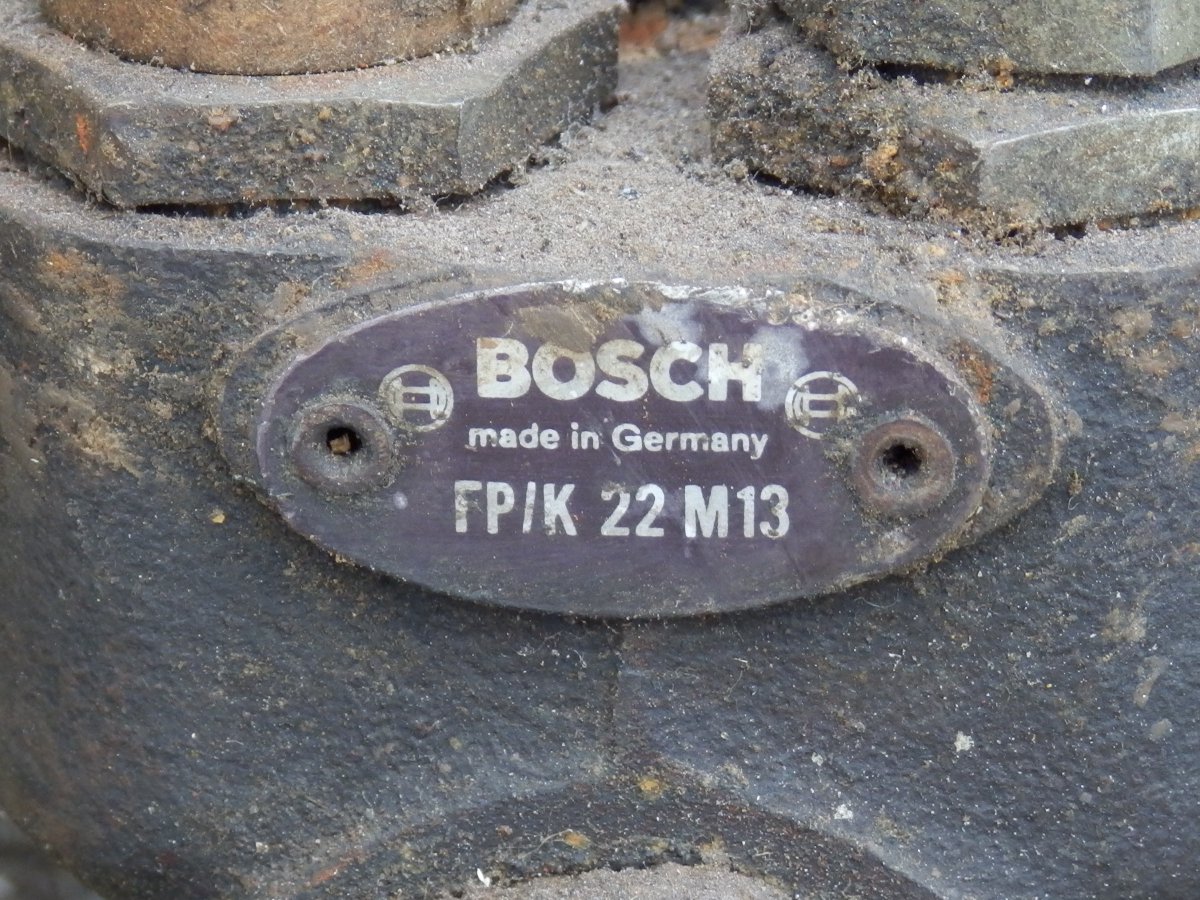 BOSCH
made in Germany
FP/K 22 M13